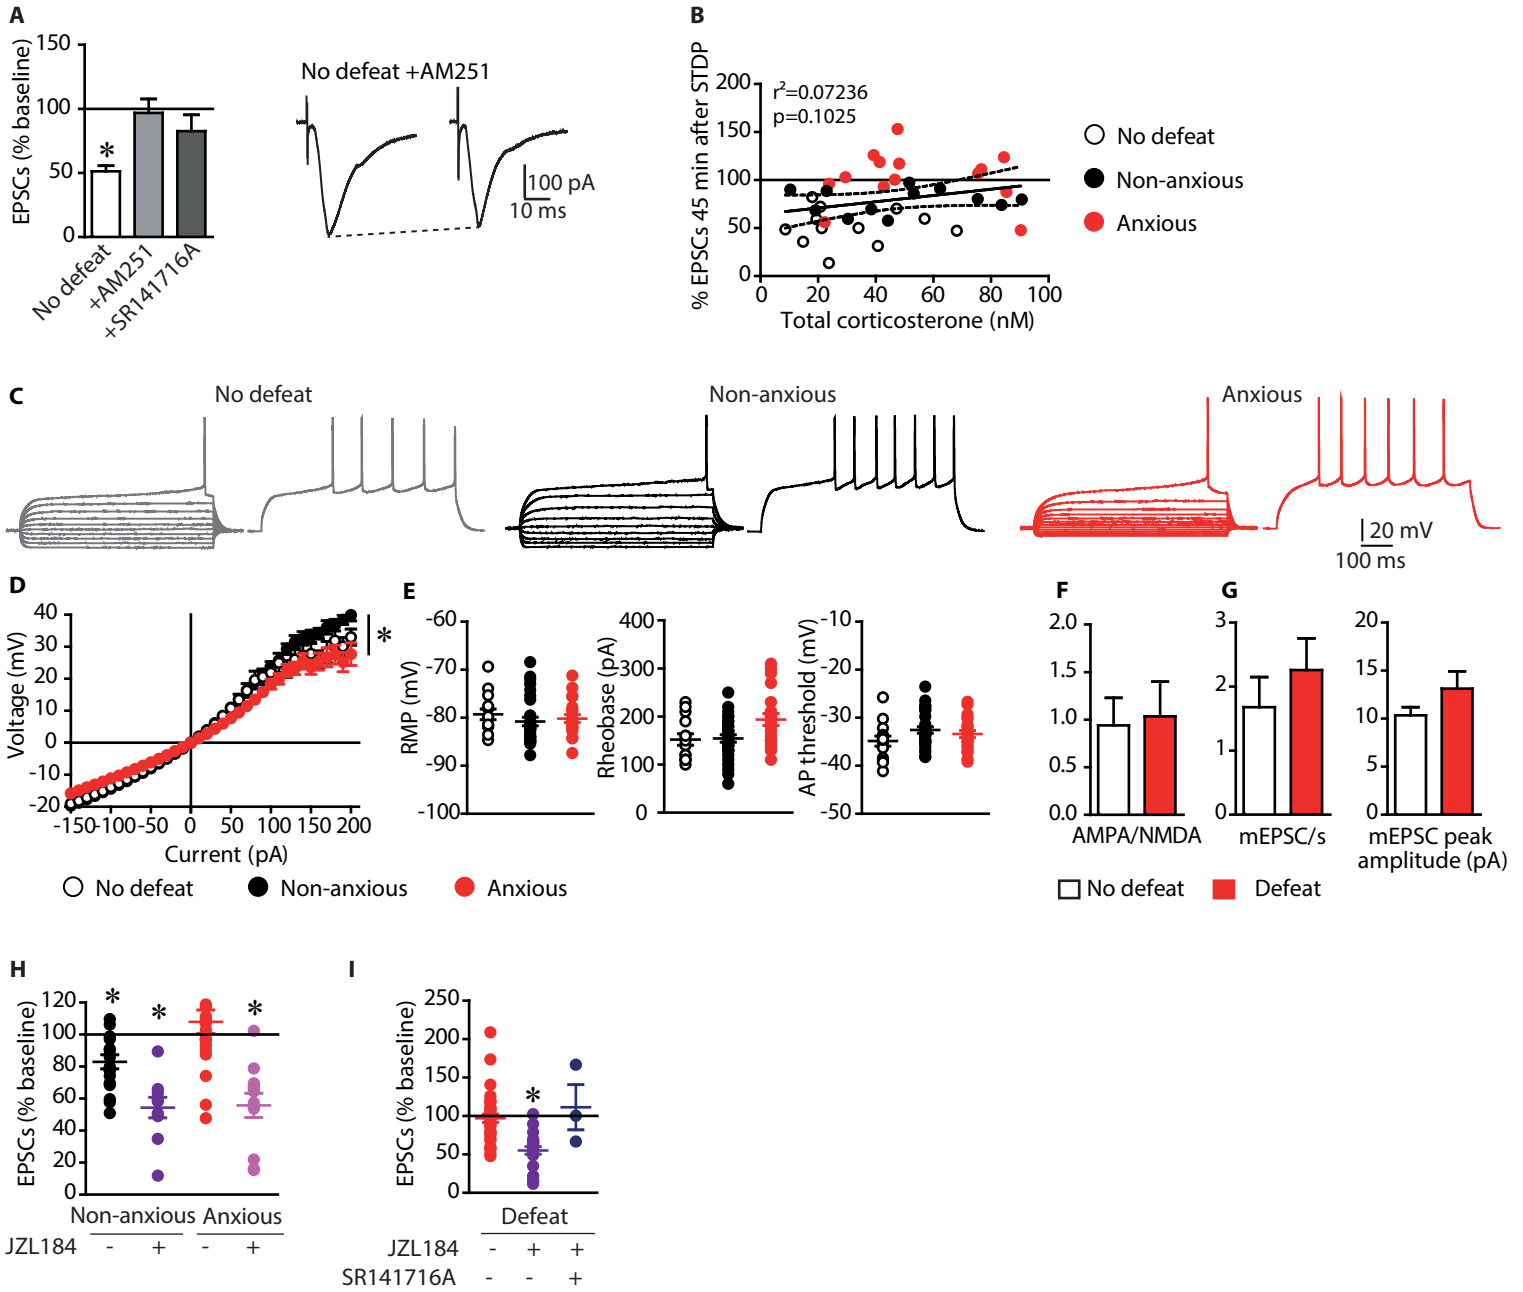 A
EPSCs (% baseline)
150
100
50
0
*
No defeat
+AM251
+SR141716A
No defeat +AM251
100 pA
10 ms
B
% EPSCs 45 min after STDP
200
150
100
50
0
r²=0.07236
p=0.1025
0 20 40 60 80 100
Total corticosterone (nM)
No defeat
Non-anxious
Anxious
C
No defeat
Non-anxious
Anxious
20 mV
100 ms
D
Voltage (mV)
40
30
20
10
0
-10
-20
*
-150 -100 -50 0 50 100 150 200
Current (pA)
No defeat
Non-anxious
Anxious
E
RMP (mV)
-60
-70
-80
-90
-100
Rheobase (pA)
400
300
200
100
0
AP threshold (mV)
-10
-20
-30
-40
-50
F
2.0
1.5
1.0
0.5
0.0
AMPA/NMDA
G
3
2
1
0
mEPSC/s
20
15
10
5
0
mEPSC peak
amplitude (pA)
No defeat
Defeat
H
EPSCs (% baseline)
120
100
80
60
40
20
0
* * *
Non-anxious Anxious
JZL184 - + - +
I
EPSCs (% baseline)
250
200
150
100
50
0
*
Defeat
JZL184 - + +
SR141716A - - +